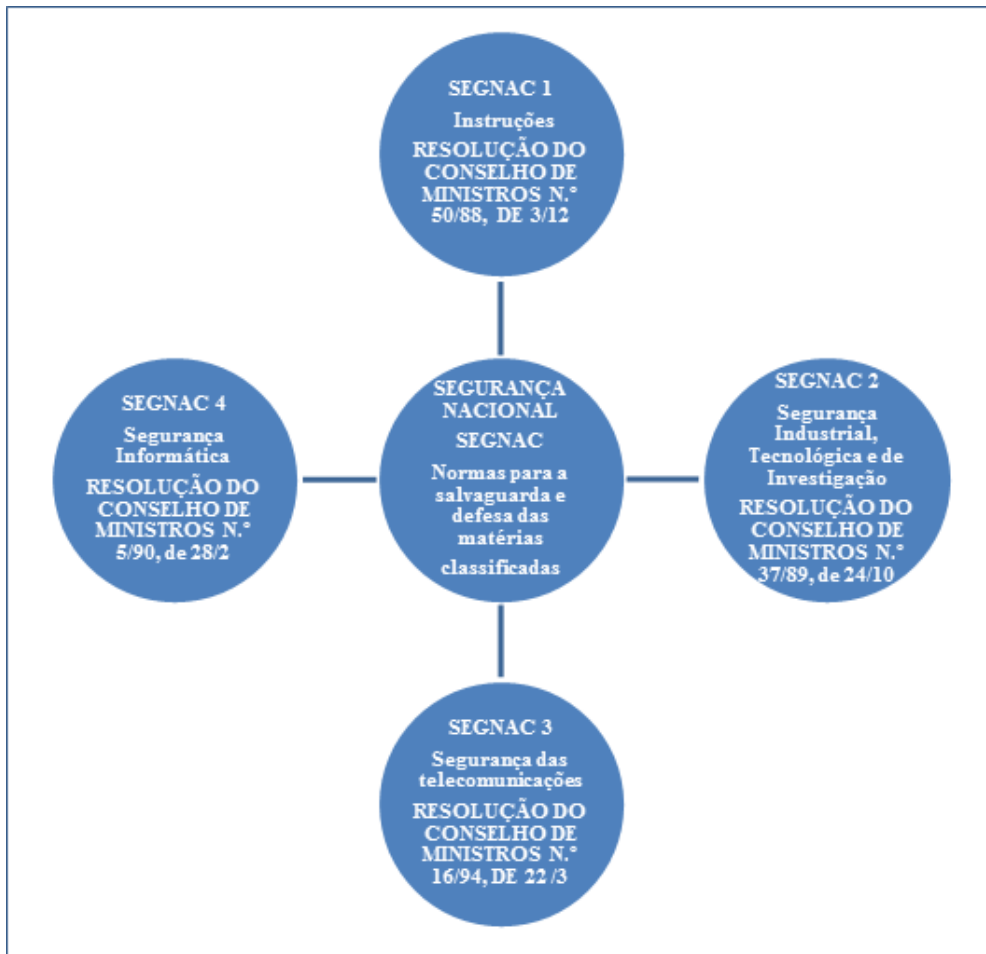 SEGNAC 1
Instruções
RESOLUÇÃO DO
CONSELHO DE
MINISTROS N.º
50/88, DE 3/12
SEGNAC 4
Segurança
Informática
RESOLUÇÃO DO
CONSELHO DE
MINISTROS N.º
5/90, de 28/2
SEGURANÇA
NACIONAL
SEGNAC
Normas para a
salvaguarda e
defesa das
matérias
classificadas
SEGNAC 2
Segurança
Industrial,
Tecnológica e de
Investigação
RESOLUÇÃO DO
CONSELHO DE
MINISTROS N.º
37/89, de 24/10
SEGNAC 3
Segurança das
telecomunicações
RESOLUÇÃO DO
CONSELHO DE
MINISTROS N.º
16/94, DE 22 /3